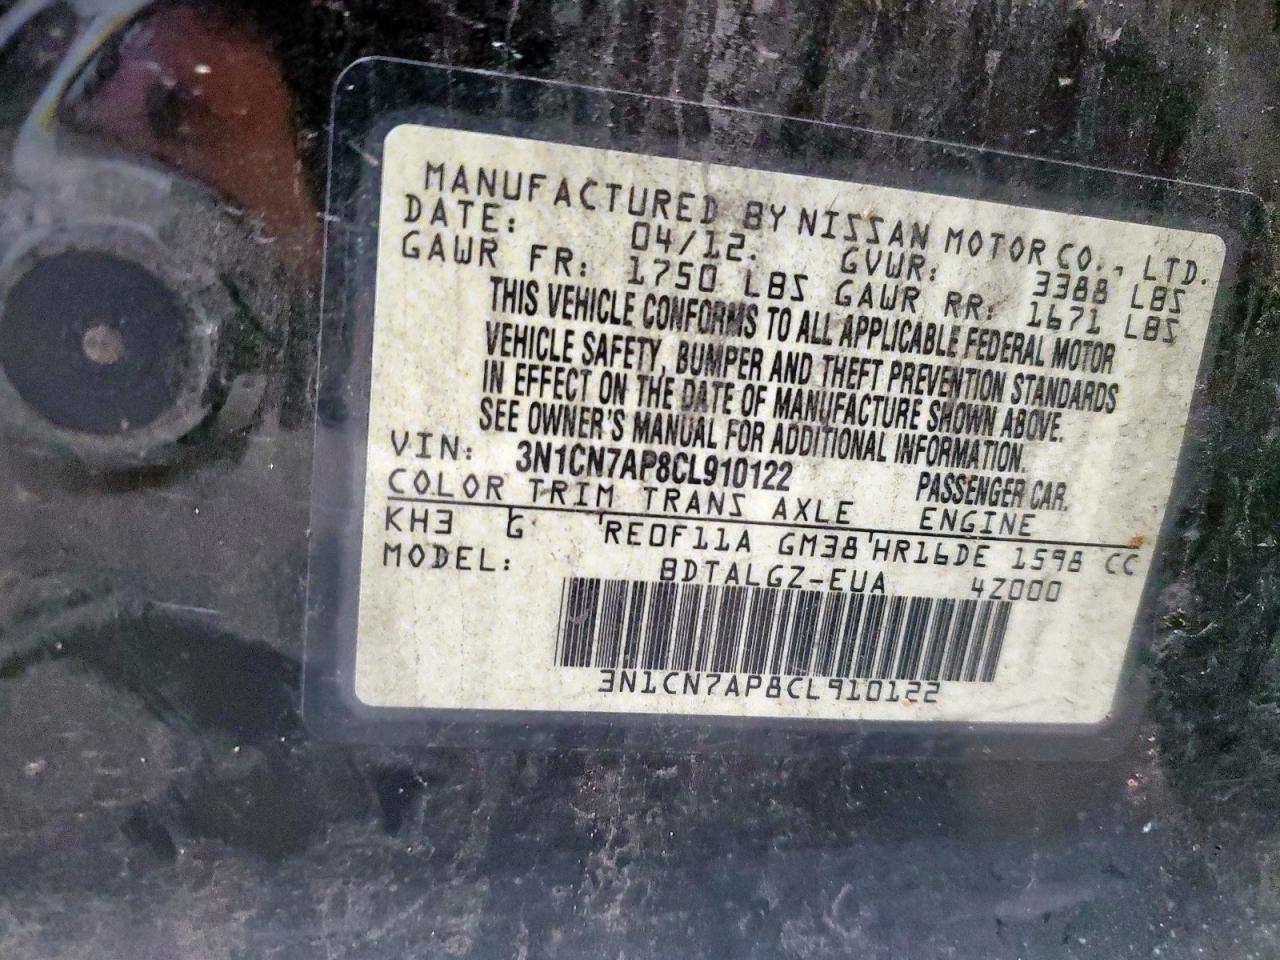 MANUFACTURED BY NISSAN MOTOR CO., LTD.
DATE: 04/12. GVWR: 3388 LBS
GAWR FR: 1750 LBS GAWR RR: 1671 LBS
THIS VEHICLE CONFORMS TO ALL APPLICABLE FEDERAL MOTOR
VEHICLE SAFETY, BUMPER AND THEFT PREVENTION STANDARDS
IN EFFECT ON THE DATE OF MANUFACTURE SHOWN ABOVE.
SEE OWNER'S MANUAL FOR ADDITIONAL INFORMATION.
VIN: 3N1CN7AP8CL910122 PASSENGER CAR.
COLOR TRIM TRANS AXLE ENGINE
KH3 G RE0F11A GM38 HR16DE 1598 CC
MODEL: BDTALGZ-EUA 4Z000
3N1CN7AP8CL910122